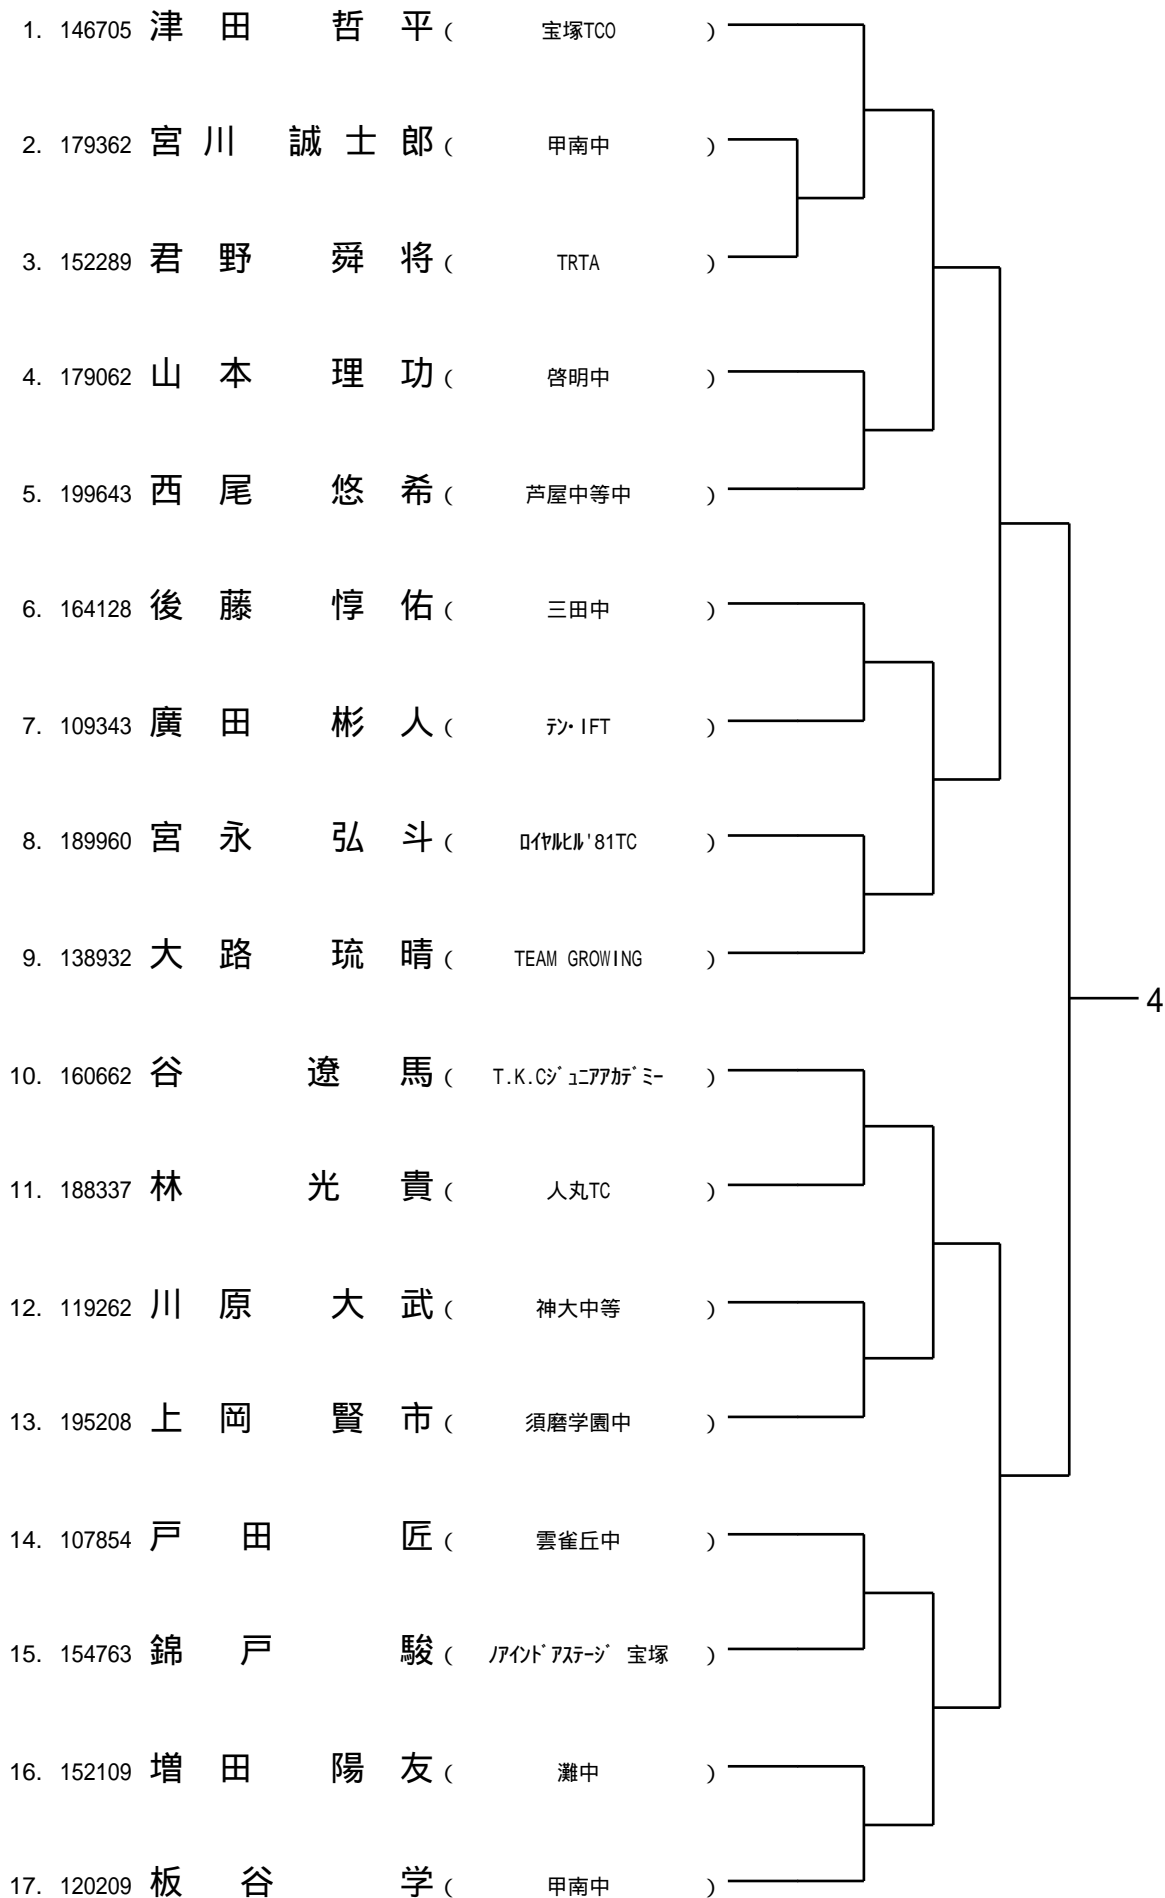 1. 146705 津田 哲平 ( 宝塚TCO )
2. 179362 宮川 誠士郎 ( 甲南中 )
3. 152289 君野 舜将 ( TRTA )
4. 179062 山本 理功 ( 啓明中 )
5. 199643 西尾 悠希 ( 芦屋中等中 )
6. 164128 後藤 惇佑 ( 三田中 )
7. 109343 廣田 彬人 ( ﾃﾝ･IFT )
8. 189960 宮永 弘斗 ( ﾛｲﾔﾙﾋﾙ'81TC )
9. 138932 大路 琉晴 ( TEAM GROWING )
4
10. 160662 谷 遼馬 ( T.K.Cｼﾞｭﾆｱｱｶﾃﾞﾐｰ )
11. 188337 林 光貴 ( 人丸TC )
12. 119262 川原 大武 ( 神大中等 )
13. 195208 上岡 賢市 ( 須磨学園中 )
14. 107854 戸田 匠 ( 雲雀丘中 )
15. 154763 錦戸 駿 ( ﾉｱｲﾝﾄﾞｱｽﾃｰｼﾞ 宝塚 )
16. 152109 増田 陽友 ( 灘中 )
17. 120209 板谷 学 ( 甲南中 )